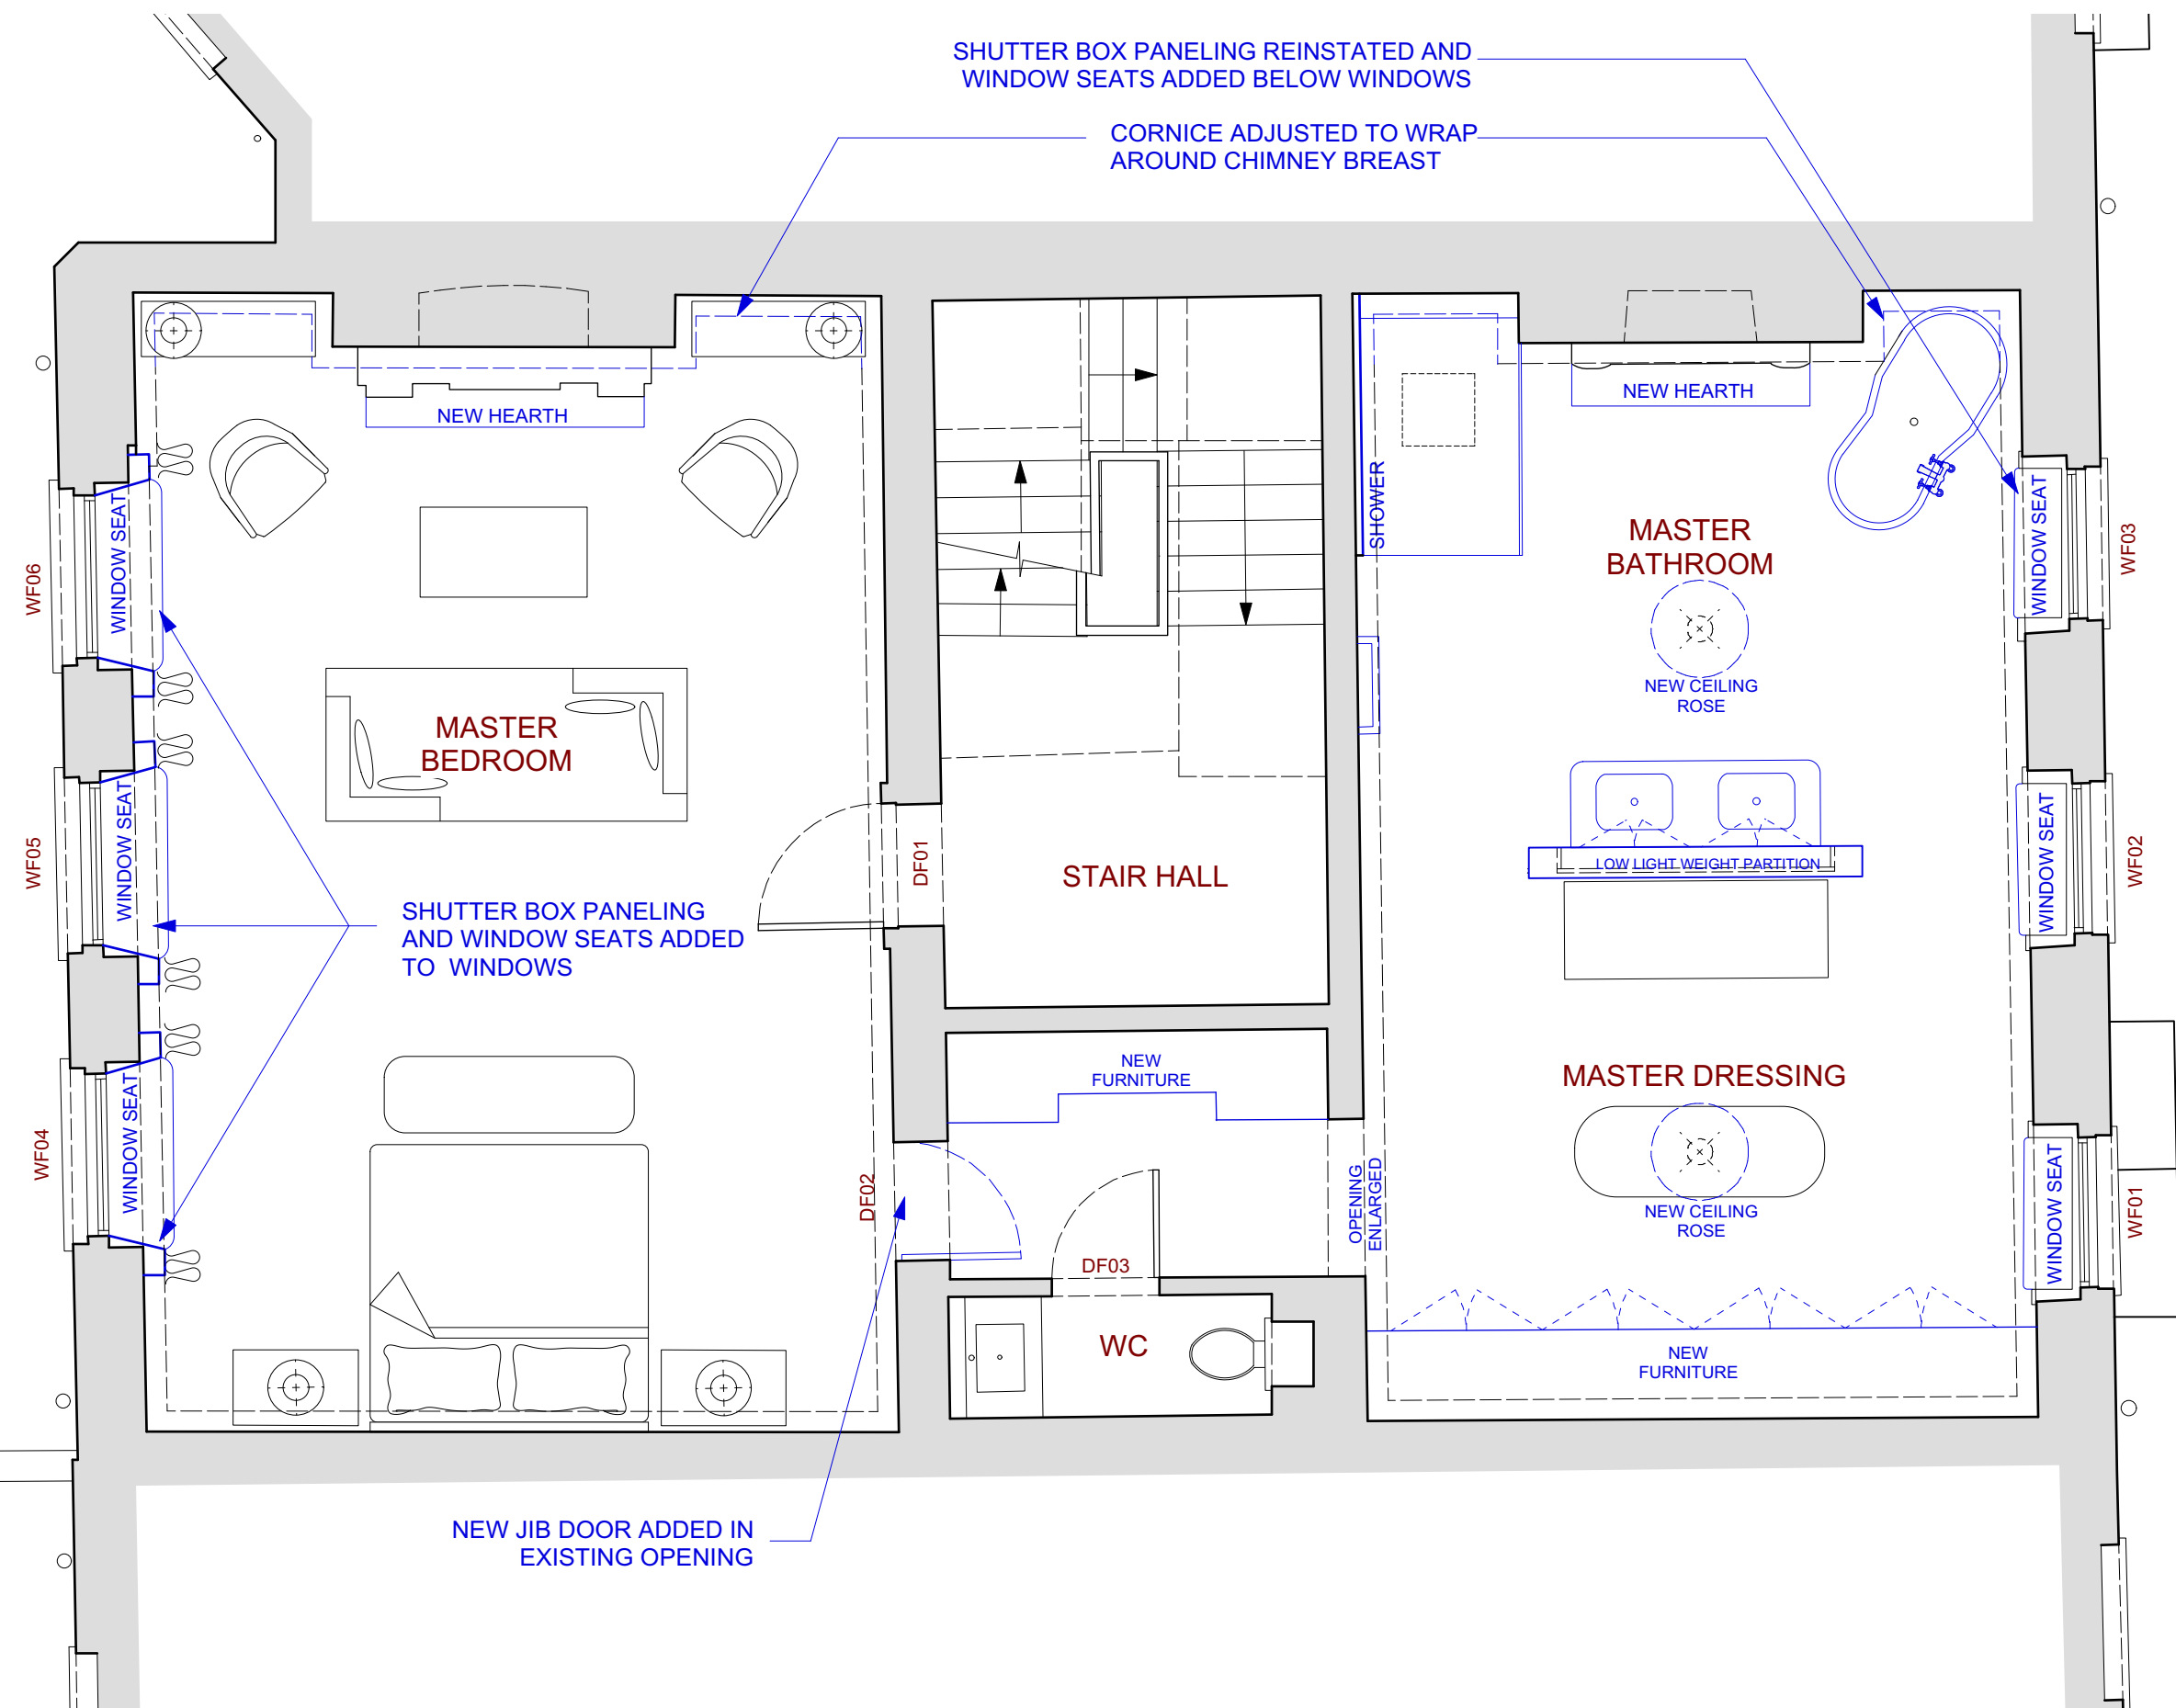 SHUTTER BOX PANELING REINSTATED AND
WINDOW SEATS ADDED BELOW WINDOWS
CORNICE ADJUSTED TO WRAP
AROUND CHIMNEY BREAST
NEW HEARTH
NEW HEARTH
SHOWER
WINDOW SEAT
WINDOW SEAT
WF06
WF03
MASTER
BATHROOM
NEW CEILING
ROSE
MASTER
BEDROOM
WINDOW SEAT
WINDOW SEAT
WF05
WF02
DF01
STAIR HALL
LOW LIGHT WEIGHT PARTITION
SHUTTER BOX PANELING
AND WINDOW SEATS ADDED
TO WINDOWS
NEW
FURNITURE
MASTER DRESSING
WINDOW SEAT
WINDOW SEAT
WF04
WF01
DF02
OPENING
ENLARGED
NEW CEILING
ROSE
DF03
WC
NEW
FURNITURE
NEW JIB DOOR ADDED IN
EXISTING OPENING